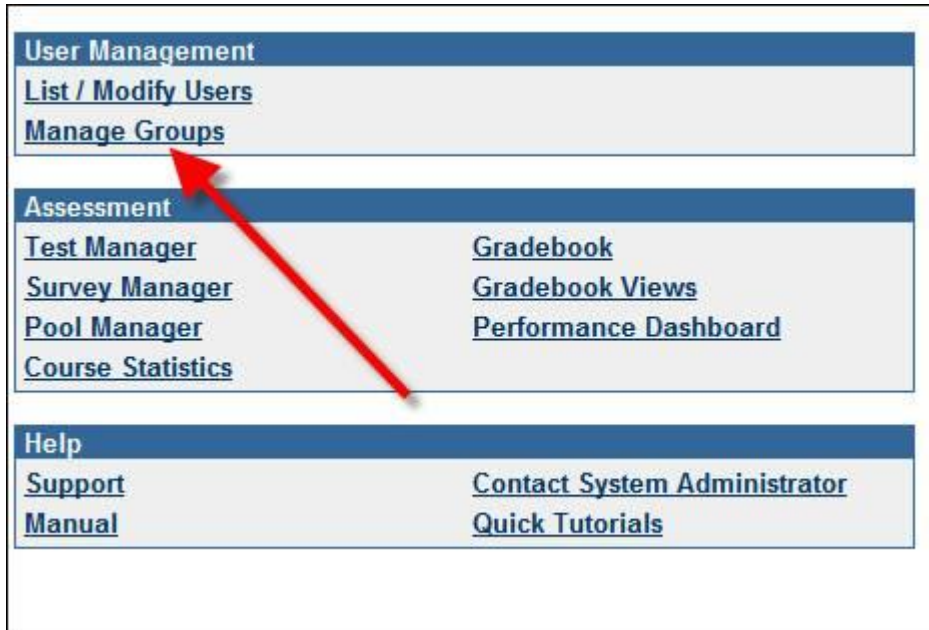 User Management
List / Modify Users
Manage Groups
Assessment
Test Manager
Survey Manager
Pool Manager
Course Statistics
Gradebook
Gradebook Views
Performance Dashboard
Help
Support
Manual
Contact System Administrator
Quick Tutorials